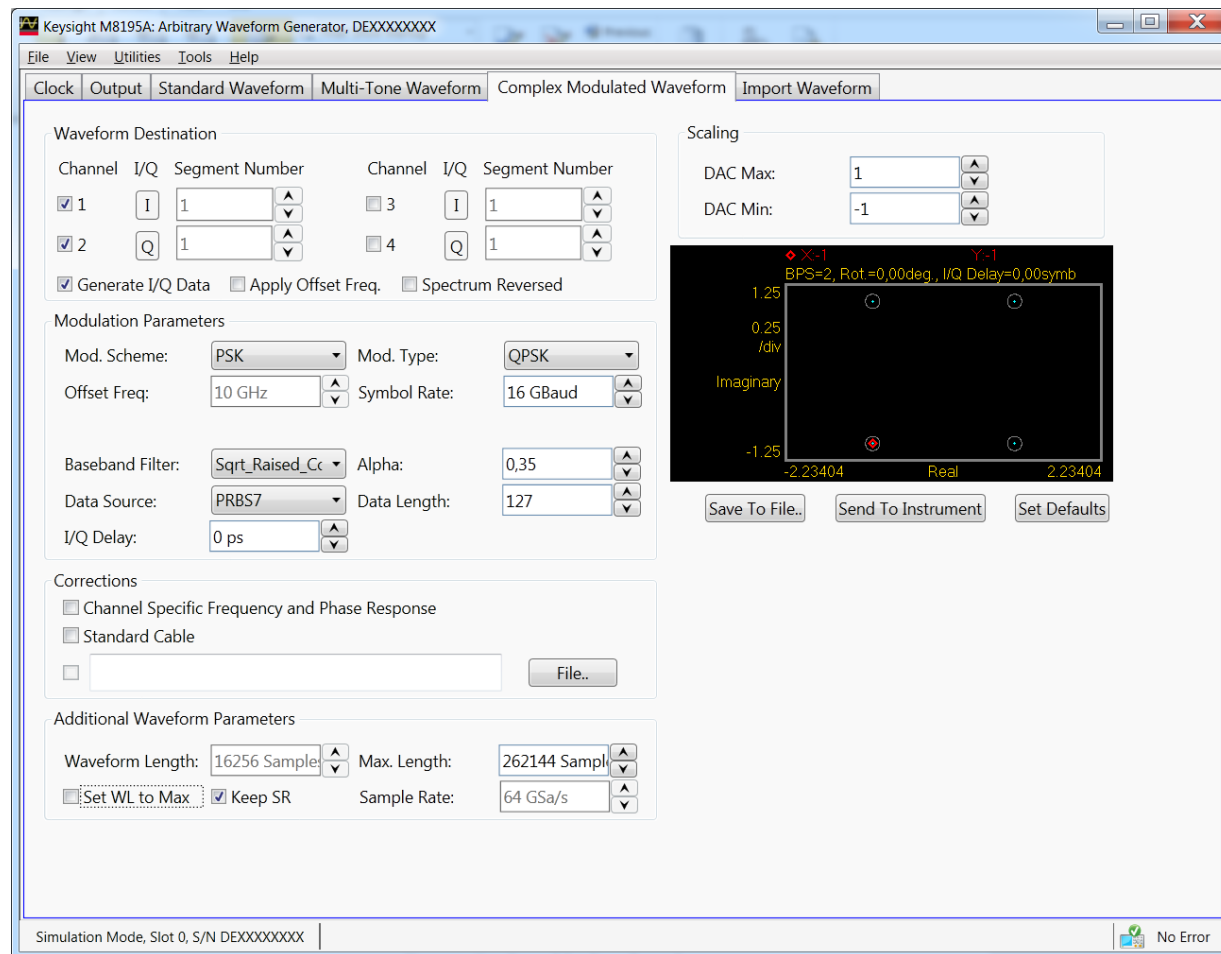 Keysight M8195A: Arbitrary Waveform Generator, DEXXXXXXXX
File View Utilities Tools Help
Clock Output Standard Waveform Multi-Tone Waveform Complex Modulated Waveform Import Waveform
Waveform Destination
Channel I/Q Segment Number Channel I/Q Segment Number
1 I 1 3 I 1
2 Q 1 4 Q 1
Generate I/Q Data Apply Offset Freq. Spectrum Reversed
Scaling
DAC Max: 1
DAC Min: -1
X:-1 Y:-1
BPS=2, Rot.=0,00deg., I/Q Delay=0,00symb
1.25
0.25
/div
Imaginary
-1.25
-2.23404 Real 2.23404
Save To File.. Send To Instrument Set Defaults
Modulation Parameters
Mod. Scheme: PSK Mod. Type: QPSK
Offset Freq: 10 GHz Symbol Rate: 16 GBaud
Baseband Filter: Sqrt_Raised_Cc Alpha: 0,35
Data Source: PRBS7 Data Length: 127
I/Q Delay: 0 ps
Corrections
Channel Specific Frequency and Phase Response
Standard Cable
File..
Additional Waveform Parameters
Waveform Length: 16256 Sample Max. Length: 262144 Sampl
Set WL to Max Keep SR Sample Rate: 64 GSa/s
Simulation Mode, Slot 0, S/N DEXXXXXXXX No Error